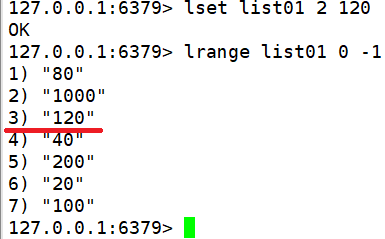 127.0.0.1:6379> lset list01 2 120
OK
127.0.0.1:6379> lrange list01 0 -1
1) "80"
2) "1000"
3) "120"
4) "40"
5) "200"
6) "20"
7) "100"
127.0.0.1:6379>